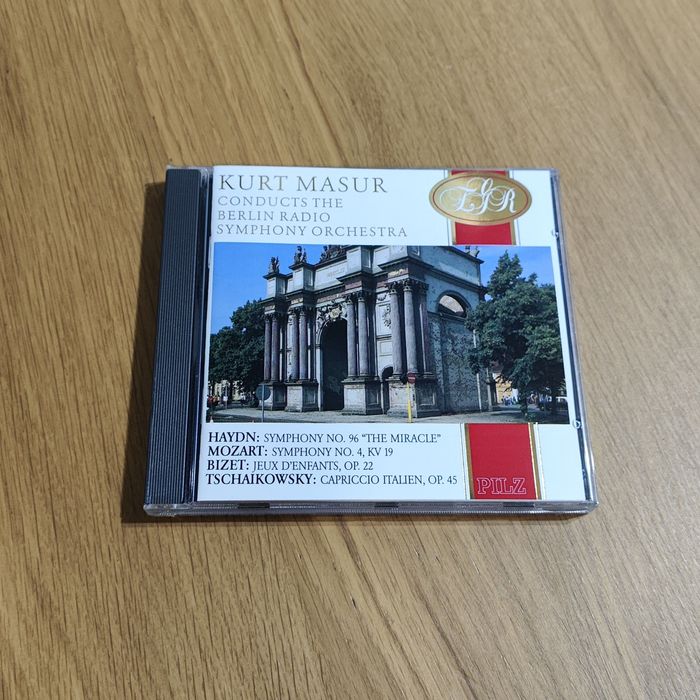 KURT MASUR
CONDUCTS THE
BERLIN RADIO
SYMPHONY ORCHESTRA
HAYDN: SYMPHONY NO. 96 "THE MIRACLE"
MOZART: SYMPHONY NO. 4, KV 19
BIZET: JEUX D'ENFANTS, OP. 22
TSCHAIKOWSKY: CAPRICCIO ITALIEN, OP. 45
PILZ